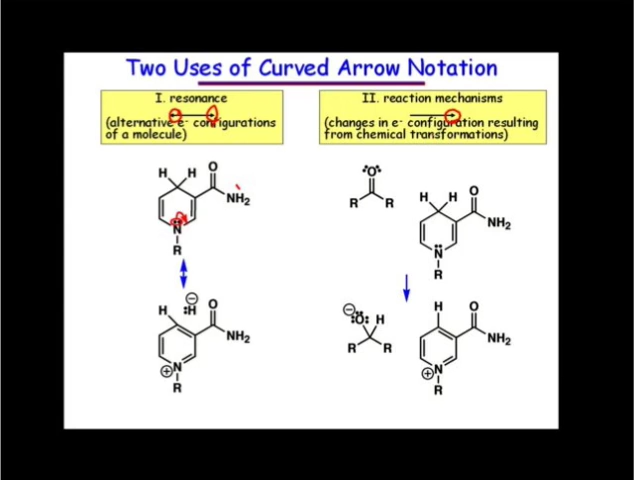 Two Uses of Curved Arrow Notation
I. resonance
(alternative e- configurations
of a molecule)
II. reaction mechanisms
(changes in e- configuration resulting
from chemical transformations)
H H O
NH₂
N
R
O
R R
H H O
NH₂
N
R
H :H⁻ O
NH₂
N
⊕
R
⊖
:O: H
R R
H O
NH₂
N
⊕
R